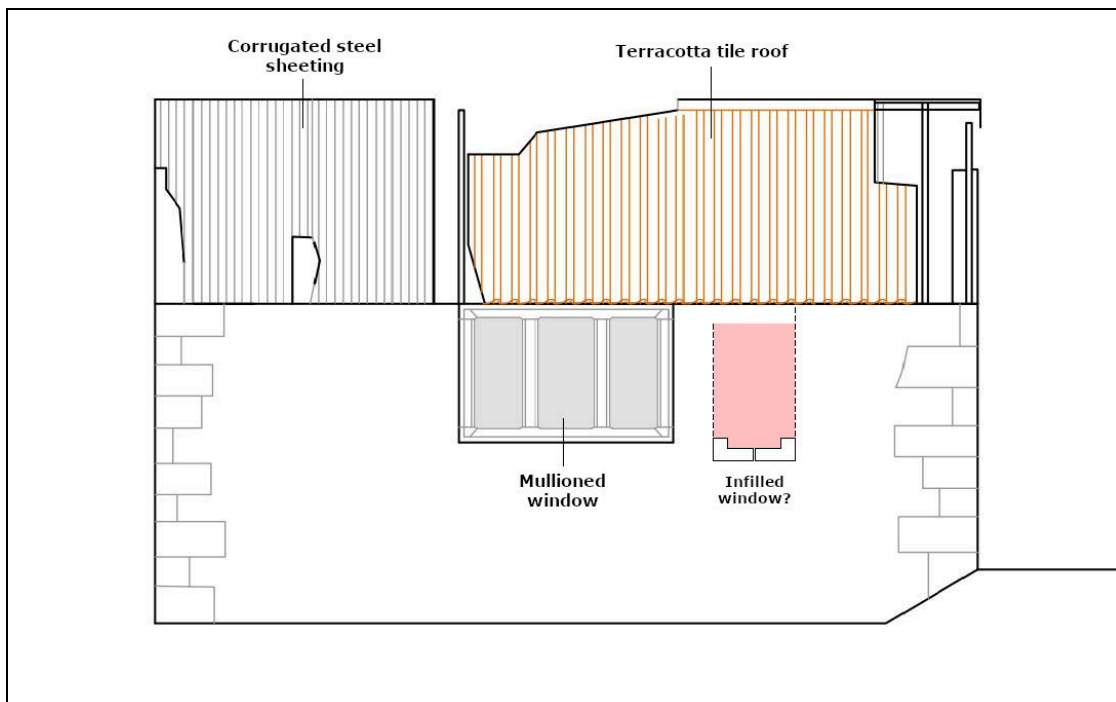 Corrugated steel
sheeting
Terracotta tile roof
Mullioned
window
Infilled
window?